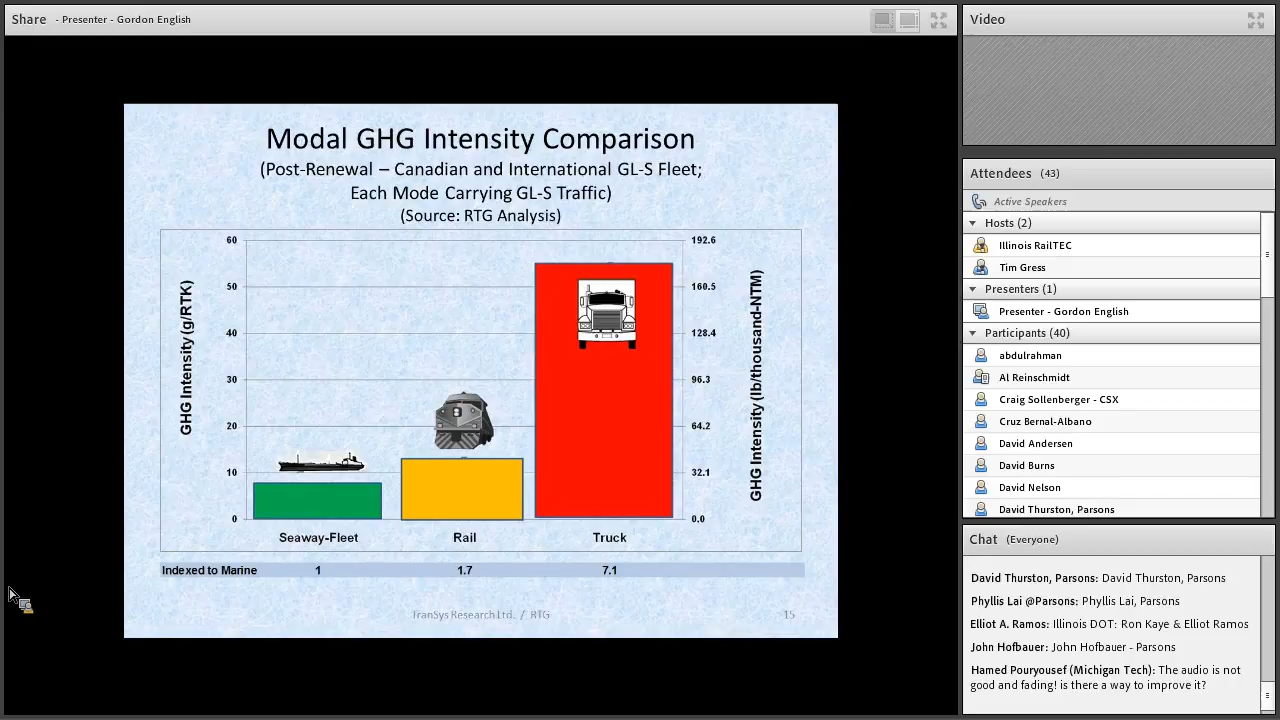 Share - Presenter - Gordon English
Modal GHG Intensity Comparison
(Post-Renewal – Canadian and International GL-S Fleet;
Each Mode Carrying GL-S Traffic)
(Source: RTG Analysis)
GHG Intensity (g/RTK)
60
50
40
30
20
10
0
192.6
160.5
128.4
96.3
64.2
32.1
0.0
GHG Intensity (lb/thousand-NTM)
Seaway-Fleet Rail Truck
Indexed to Marine 1 1.7 7.1
TranSys Research Ltd. / RTG 15
Video
Attendees (43)
Active Speakers
Hosts (2)
Illinois RailTEC
Tim Gress
Presenters (1)
Presenter - Gordon English
Participants (40)
abdulrahman
Al Reinschmidt
Craig Sollenberger - CSX
Cruz Bernal-Albano
David Andersen
David Burns
David Nelson
David Thurston, Parsons
Chat (Everyone)
David Thurston, Parsons: David Thurston, Parsons
Phyllis Lai @Parsons: Phyllis Lai, Parsons
Elliot A. Ramos: Illinois DOT: Ron Kaye & Elliot Ramos
John Hofbauer: John Hofbauer - Parsons
Hamed Pouryousef (Michigan Tech): The audio is not
good and fading! is there a way to improve it?